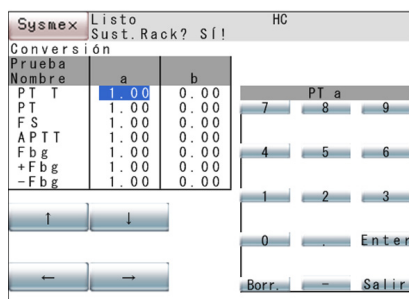 Sysmex Listo HC
Sust.Rack? SÍ!
Conversión
Prueba
Nombre a b
PT T 1.00 0.00
PT 1.00 0.00
FS 1.00 0.00
APTT 1.00 0.00
Fbg 1.00 0.00
+Fbg 1.00 0.00
-Fbg 1.00 0.00
PT a
7 8 9
4 5 6
1 2 3
0 . Enter
Borr. - Salir
↑ ↓
← →